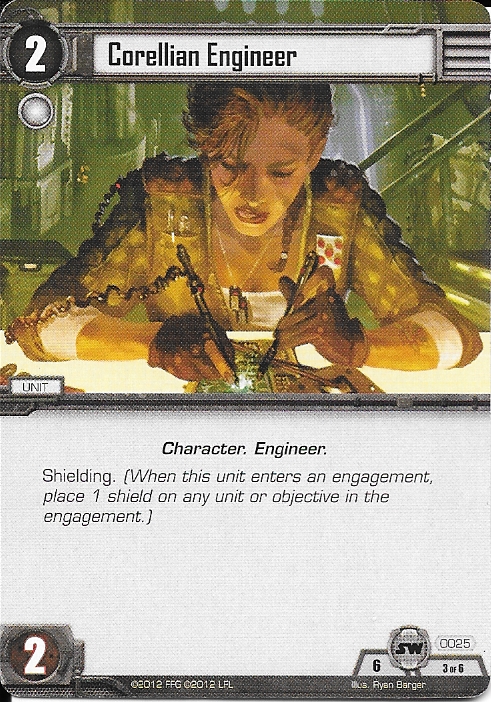 2
Corellian Engineer
UNIT
Character. Engineer.
Shielding. (When this unit enters an engagement,
place 1 shield on any unit or objective in the
engagement.)
2
SW
0025
6
3 OF 6
©2012 FFG ©2012 LFL
Illus. Ryan Barger